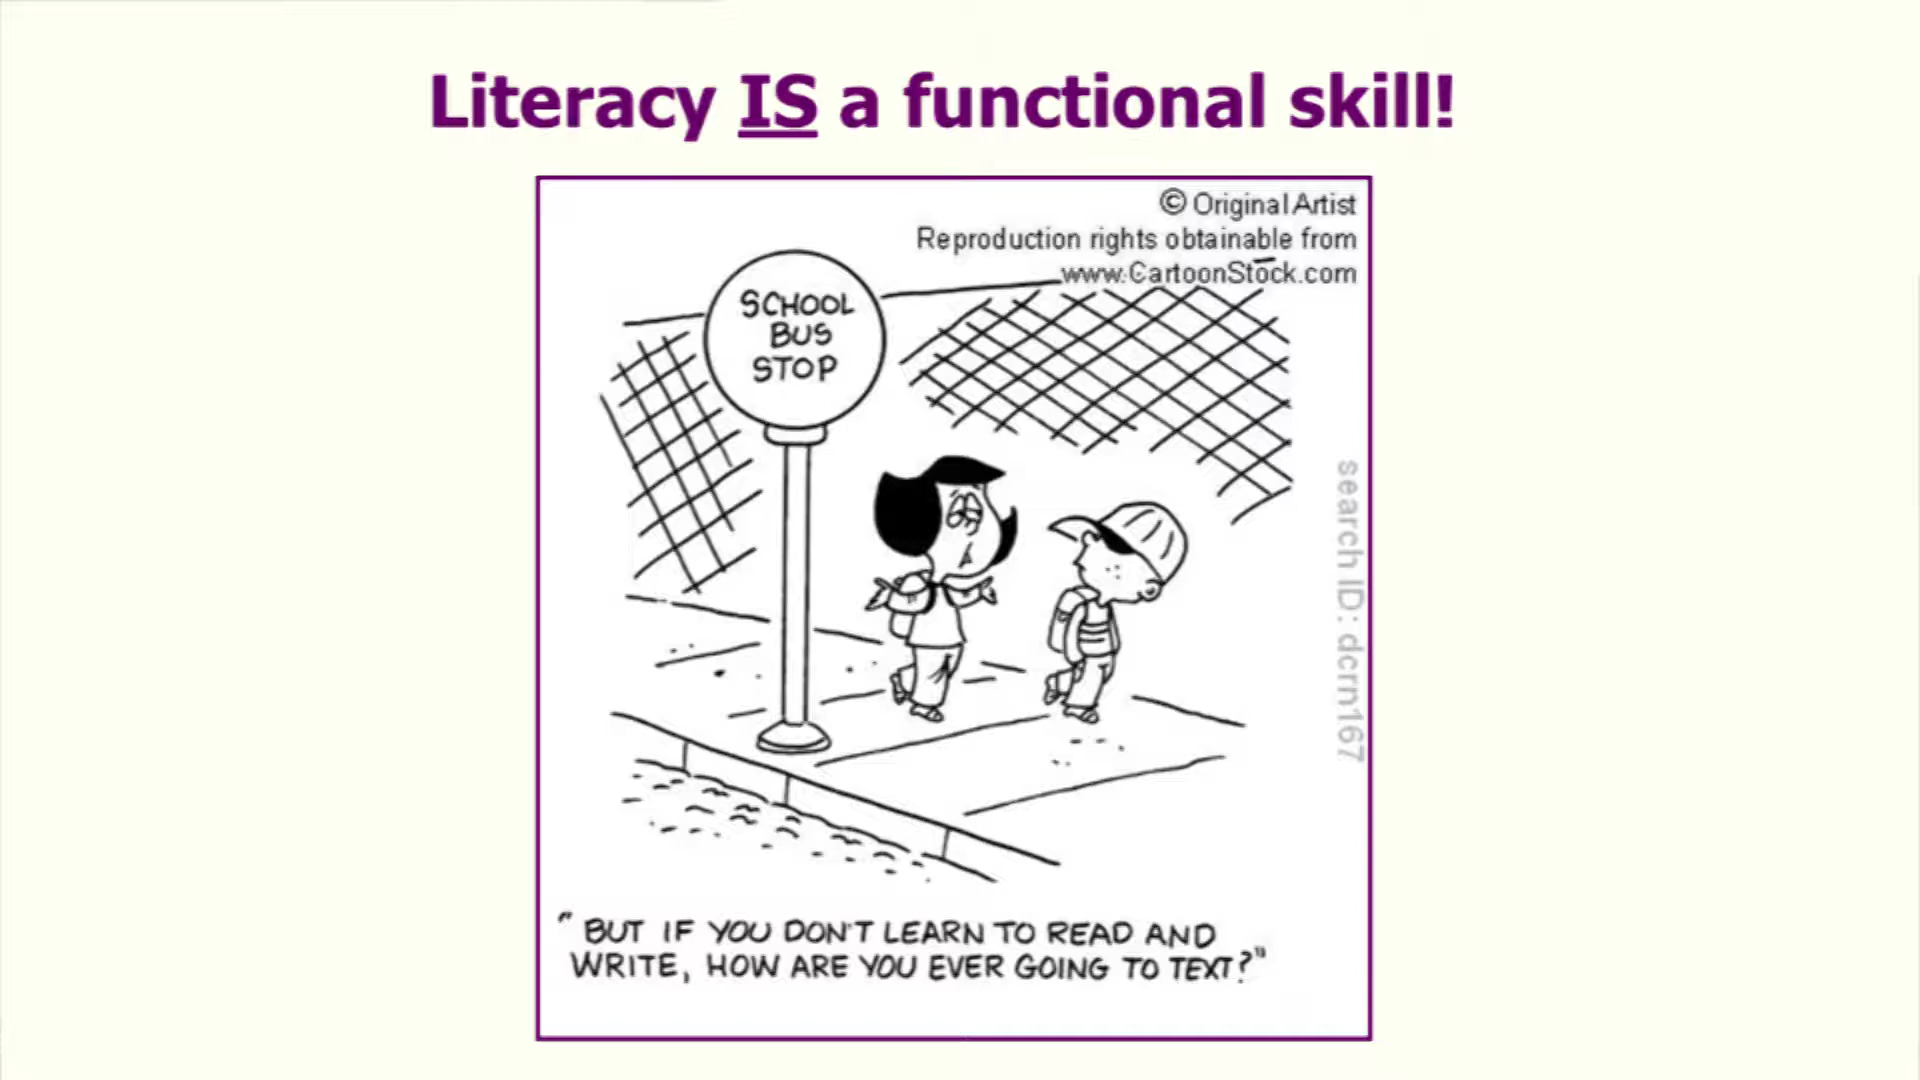 Literacy IS a functional skill!
© Original Artist
Reproduction rights obtainable from
www.CartoonStock.com
SCHOOL
BUS
STOP
search ID: dcrn167
" BUT IF YOU DON'T LEARN TO READ AND
WRITE, HOW ARE YOU EVER GOING TO TEXT?"